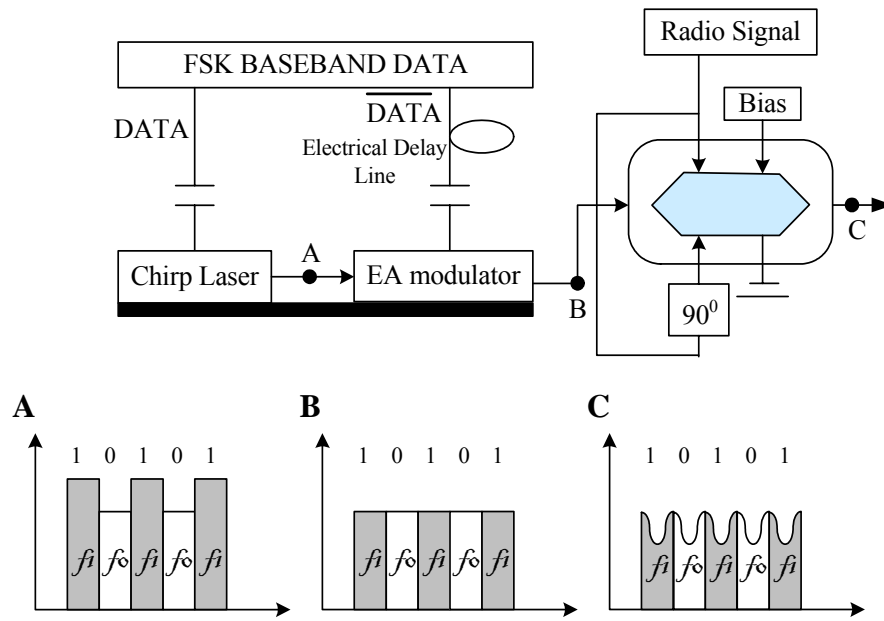 Radio Signal
FSK BASEBAND DATA
Bias
DATA
DATA
Electrical Delay
Line
A
C
Chirp Laser
EA modulator
B
90⁰
A
B
C
1 0 1 0 1
1 0 1 0 1
1 0 1 0 1
f1 f0 f1 f0 f1
f1 f0 f1 f0 f1
f1 f0 f1 f0 f1